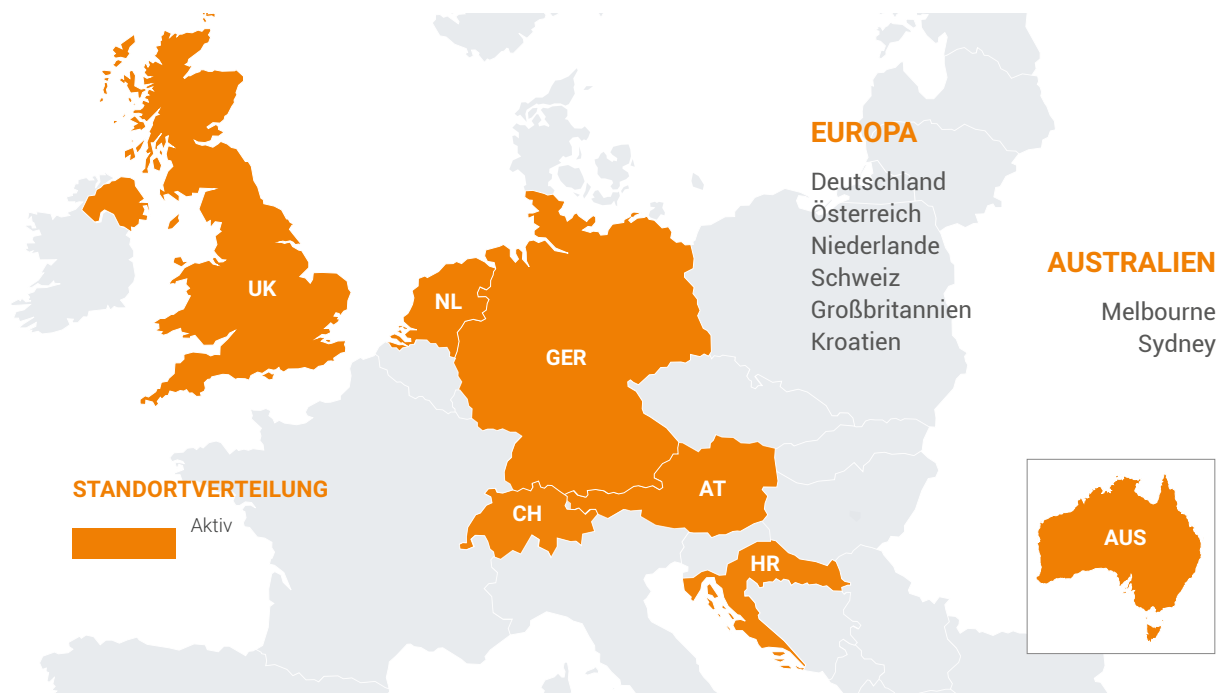 EUROPA
Deutschland
Österreich
Niederlande
Schweiz
Großbritannien
Kroatien
AUSTRALIEN
Melbourne
Sydney
UK
NL
GER
AT
CH
HR
AUS
STANDORTVERTEILUNG
Aktiv